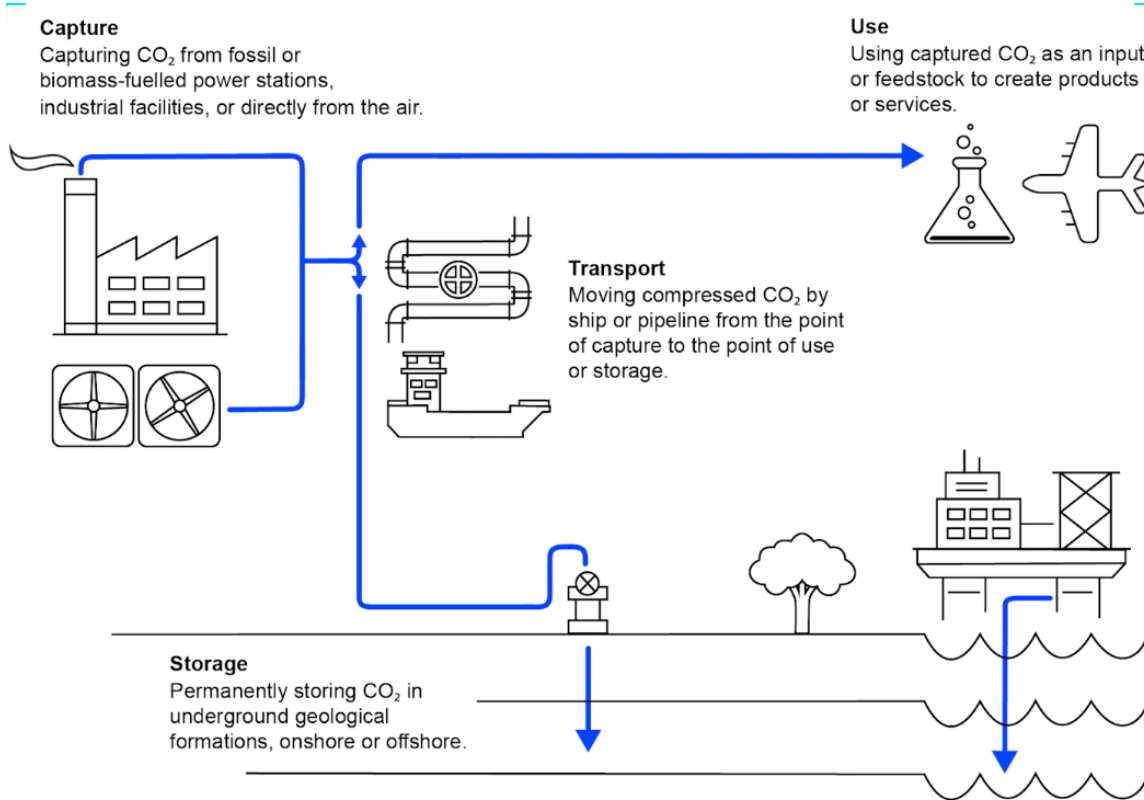 Capture
Capturing CO₂ from fossil or
biomass-fuelled power stations,
industrial facilities, or directly from the air.
Use
Using captured CO₂ as an input
or feedstock to create products
or services.
Transport
Moving compressed CO₂ by
ship or pipeline from the point
of capture to the point of use
or storage.
Storage
Permanently storing CO₂ in
underground geological
formations, onshore or offshore.